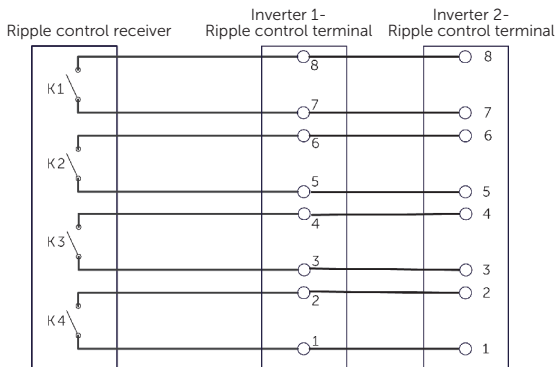 Ripple control receiver
Inverter 1-
Ripple control terminal
Inverter 2-
Ripple control terminal
8
8
K1
7
7
6
6
K2
5
5
4
4
K3
3
3
2
2
K4
1
1